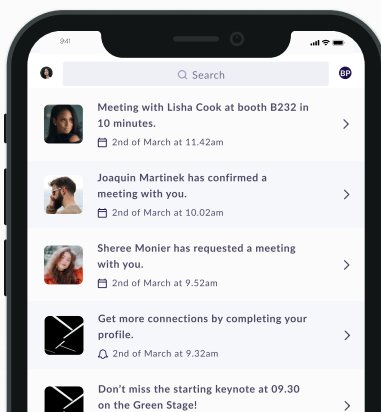 9:41
Search
BP
Meeting with Lisha Cook at booth B232 in
10 minutes.
2nd of March at 11.42am
Joaquin Martinek has confirmed a
meeting with you.
2nd of March at 10.02am
Sheree Monier has requested a meeting
with you.
2nd of March at 9.52am
Get more connections by completing your
profile.
2nd of March at 9.32am
Don't miss the starting keynote at 09.30
on the Green Stage!